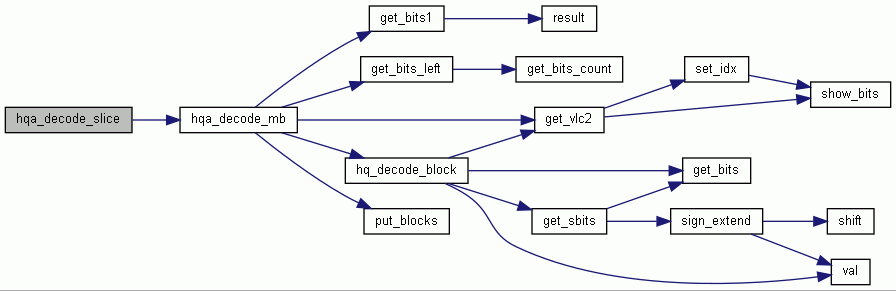 get_bits1
result
get_bits_left
get_bits_count
set_idx
show_bits
hqa_decode_slice
hqa_decode_mb
get_vlc2
hq_decode_block
get_bits
put_blocks
get_sbits
sign_extend
shift
val